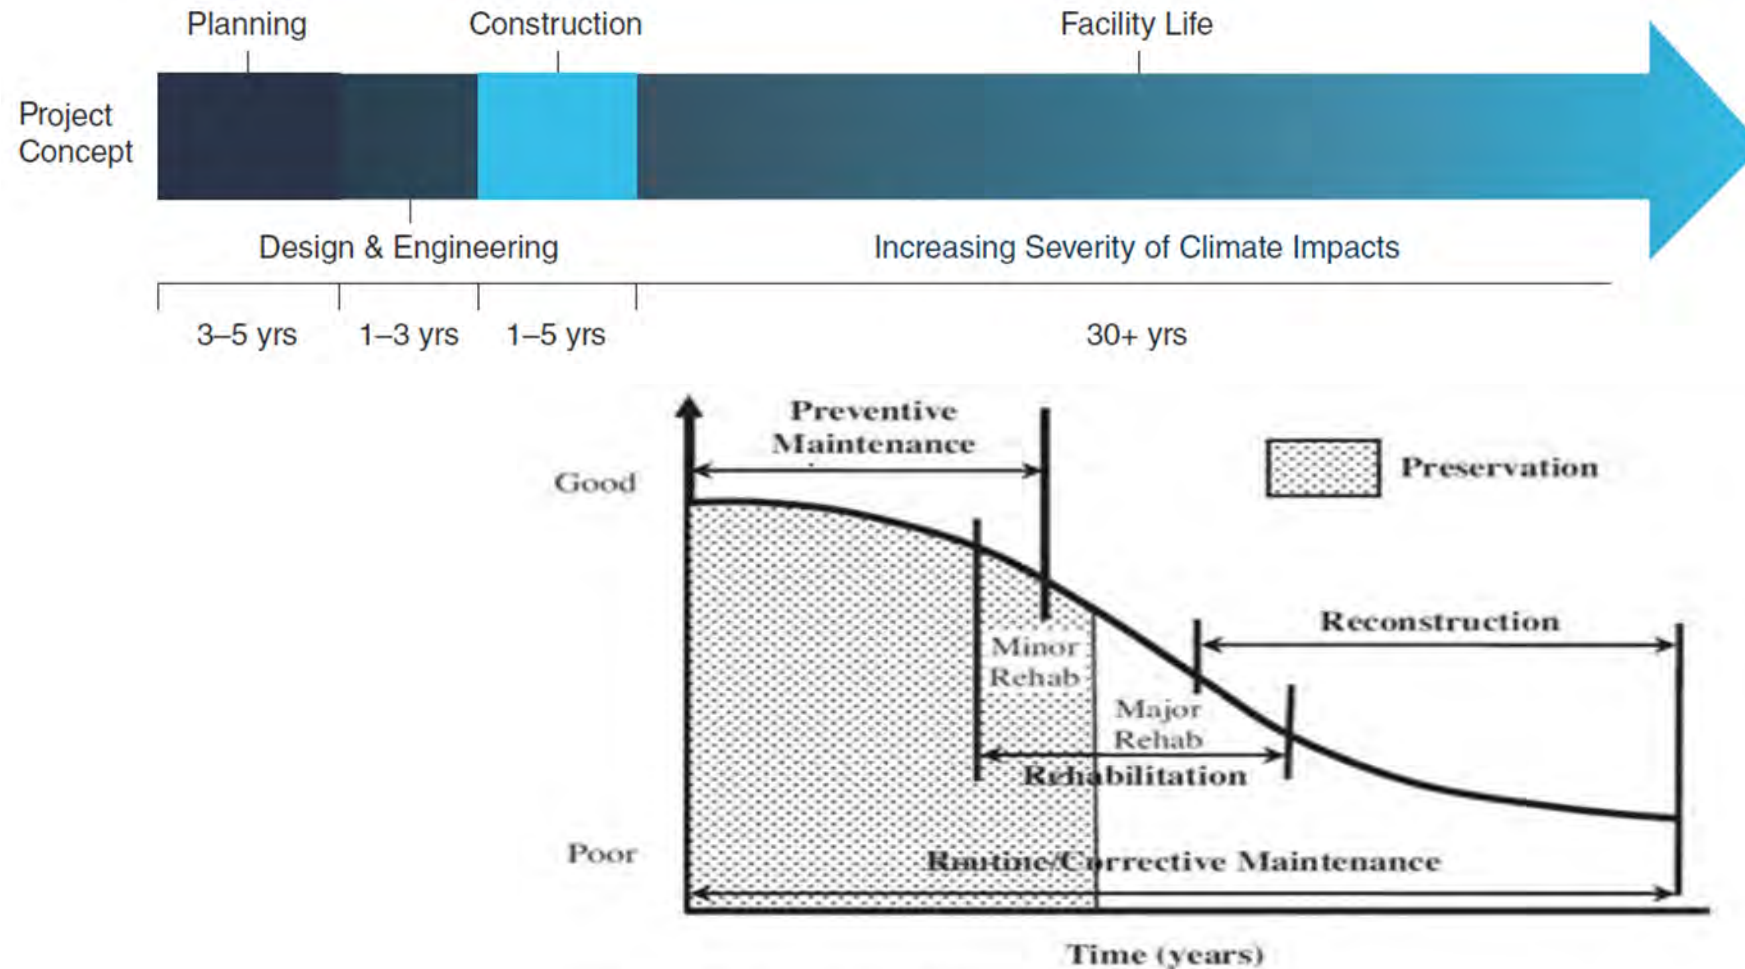 Planning
Construction
Facility Life
Project
Concept
Design & Engineering
Increasing Severity of Climate Impacts
3–5 yrs
1–3 yrs
1–5 yrs
30+ yrs
Preventive
Maintenance
Good
Preservation
Minor
Rehab
Reconstruction
Major
Rehab
Rehabilitation
Poor
Routine/Corrective Maintenance
Time (years)